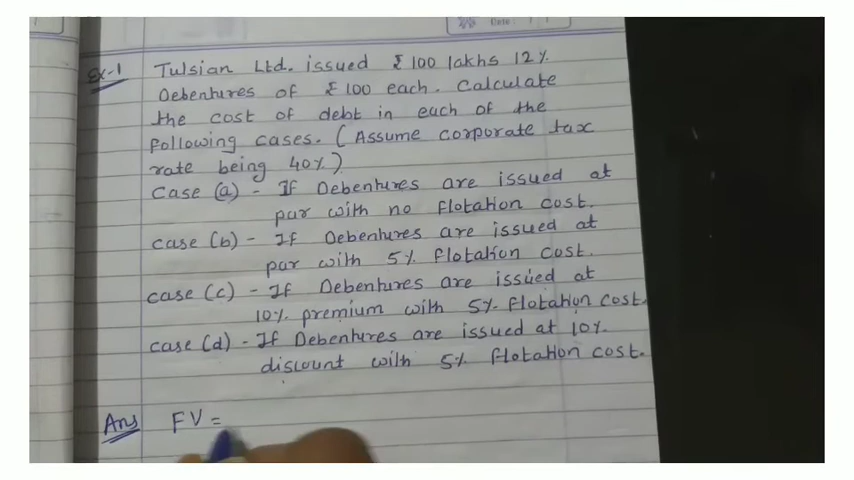 Date :
Ex-1 Tulsian Ltd. issued ₹ 100 lakhs 12%
Debentures of ₹ 100 each. Calculate
the cost of debt in each of the
following cases. (Assume corporate tax
rate being 40%)
Case (a) - If Debentures are issued at
par with no flotation cost.
case (b) - If Debentures are issued at
par with 5% flotation cost.
case (c) - If Debentures are issued at
10% premium with 5% flotation cost.
case (d) - If Debentures are issued at 10%
discount with 5% flotation cost.
Ans FV =